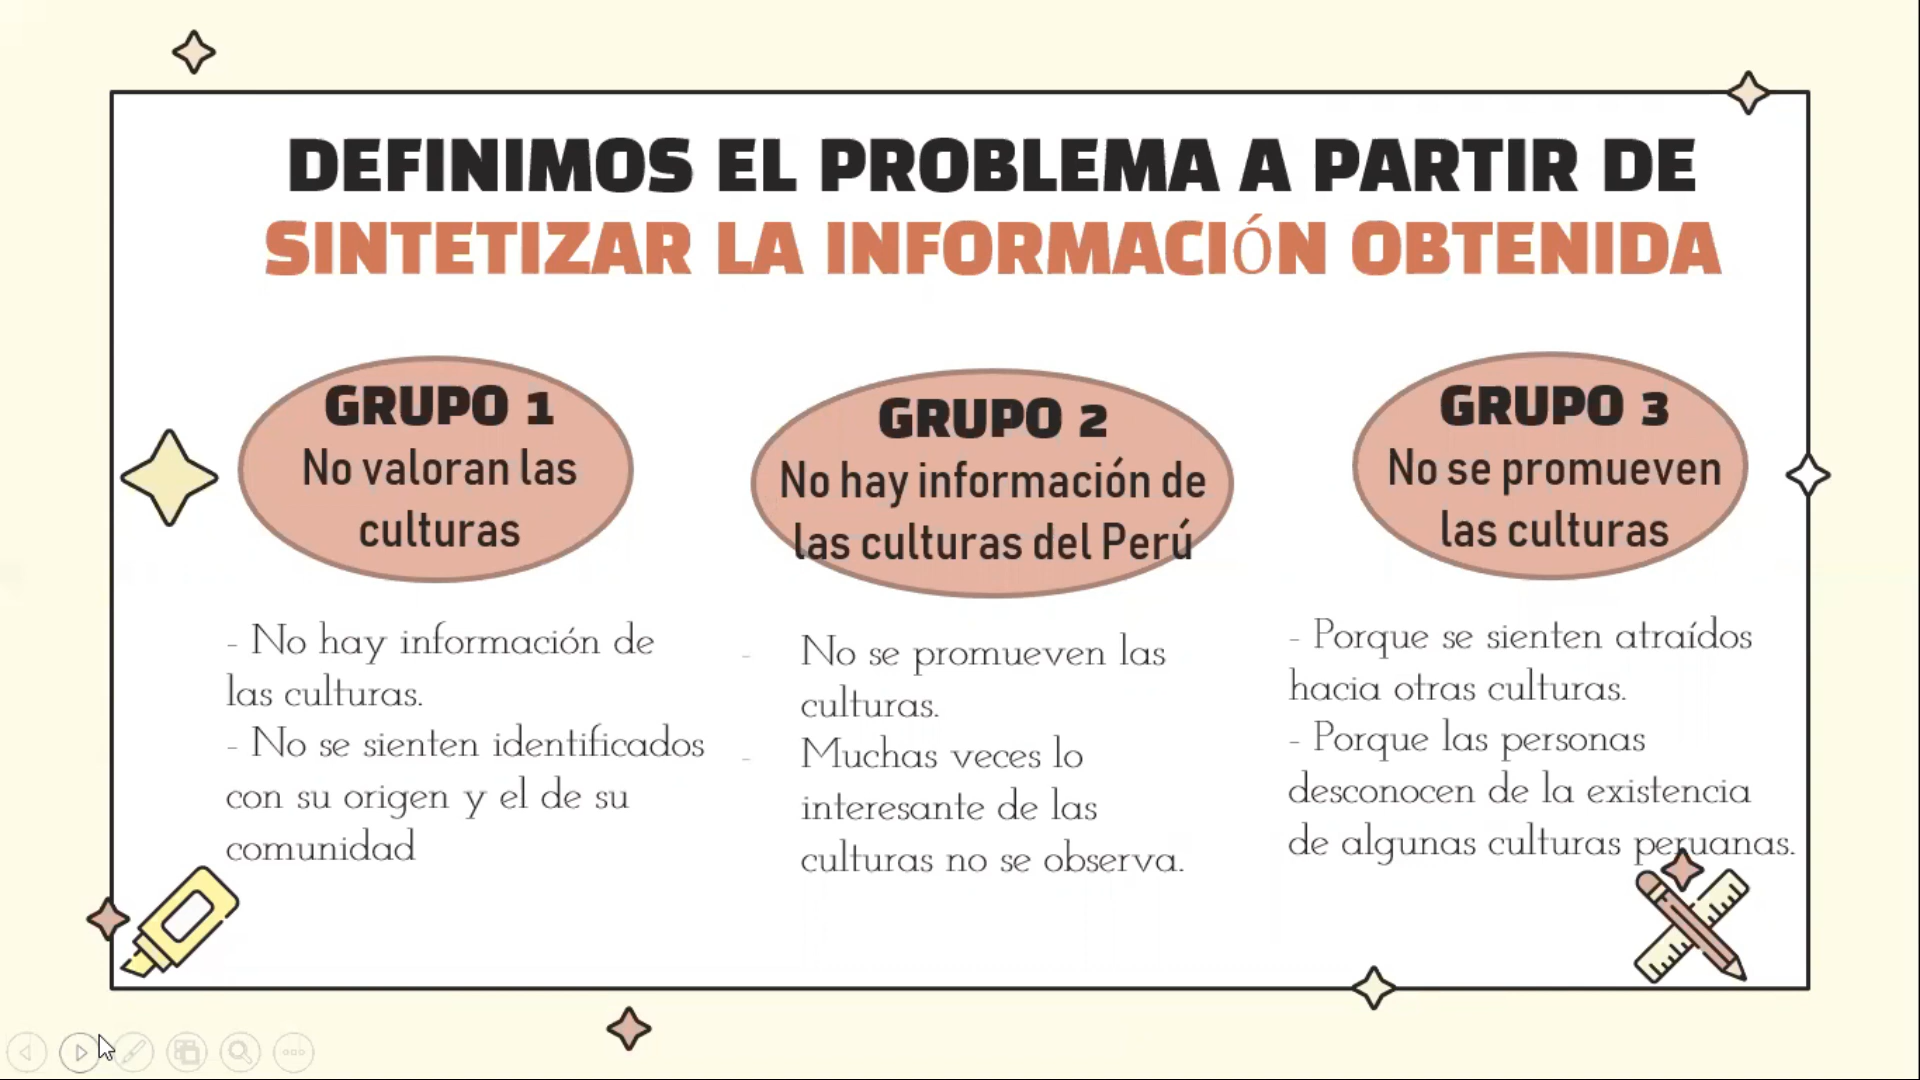 DEFINIMOS EL PROBLEMA A PARTIR DE
SINTETIZAR LA INFORMACIÓN OBTENIDA
GRUPO 1
No valoran las
culturas
- No hay información de
las culturas.
- No se sienten identificados
con su origen y el de su
comunidad
GRUPO 2
No hay información de
las culturas del Perú
- No se promueven las
culturas.
- Muchas veces lo
interesante de las
culturas no se observa.
GRUPO 3
No se promueven
las culturas
- Porque se sienten atraídos
hacia otras culturas.
- Porque las personas
desconocen de la existencia
de algunas culturas peruanas.